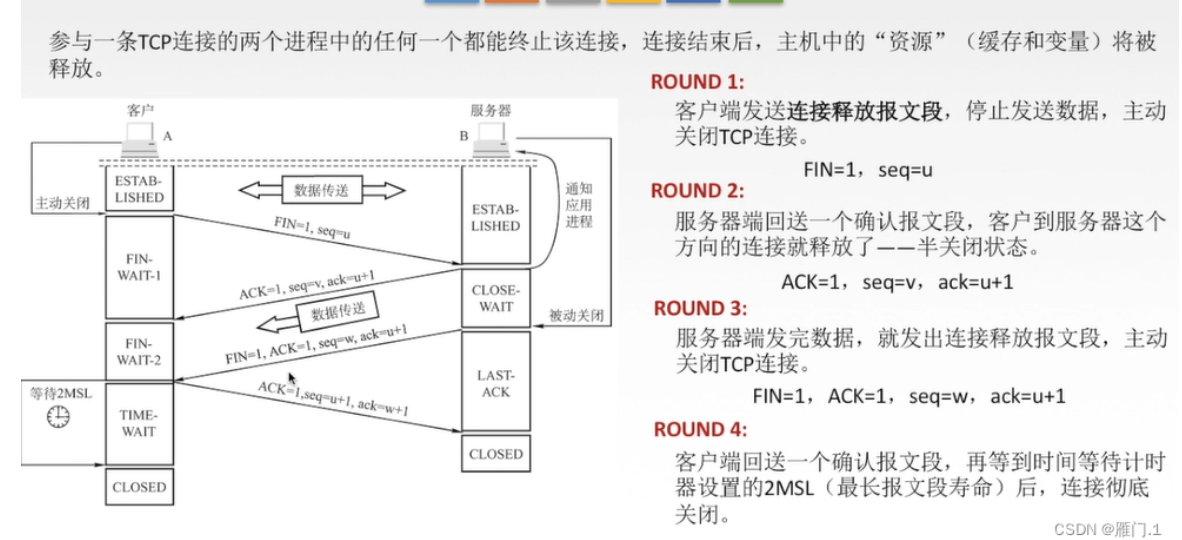 参与一条TCP连接的两个进程中的任何一个都能终止该连接，连接结束后，主机中的“资源”（缓存和变量）将被
释放。
客户
服务器
A
B
ESTAB-
LISHED
数据传送
ESTAB-
LISHED
通知
应用
进程
主动关闭
FIN=1, seq=u
FIN-
WAIT-1
ACK=1, seq=v, ack=u+1
CLOSE-
WAIT
数据传送
被动关闭
FIN-
WAIT-2
FIN=1, ACK=1, seq=w, ack=u+1
LAST-
ACK
等待2MSL
ACK=1,seq=u+1, ack=w+1
TIME-
WAIT
CLOSED
CLOSED
ROUND 1:
客户端发送连接释放报文段，停止发送数据，主动
关闭TCP连接。
FIN=1，seq=u
ROUND 2:
服务器端回送一个确认报文段，客户到服务器这个
方向的连接就释放了——半关闭状态。
ACK=1，seq=v，ack=u+1
ROUND 3:
服务器端发完数据，就发出连接释放报文段，主动
关闭TCP连接。
FIN=1，ACK=1，seq=w，ack=u+1
ROUND 4:
客户端回送一个确认报文段，再等到时间等待计时
器设置的2MSL（最长报文段寿命）后，连接彻底
关闭。
CSDN @雁门.1